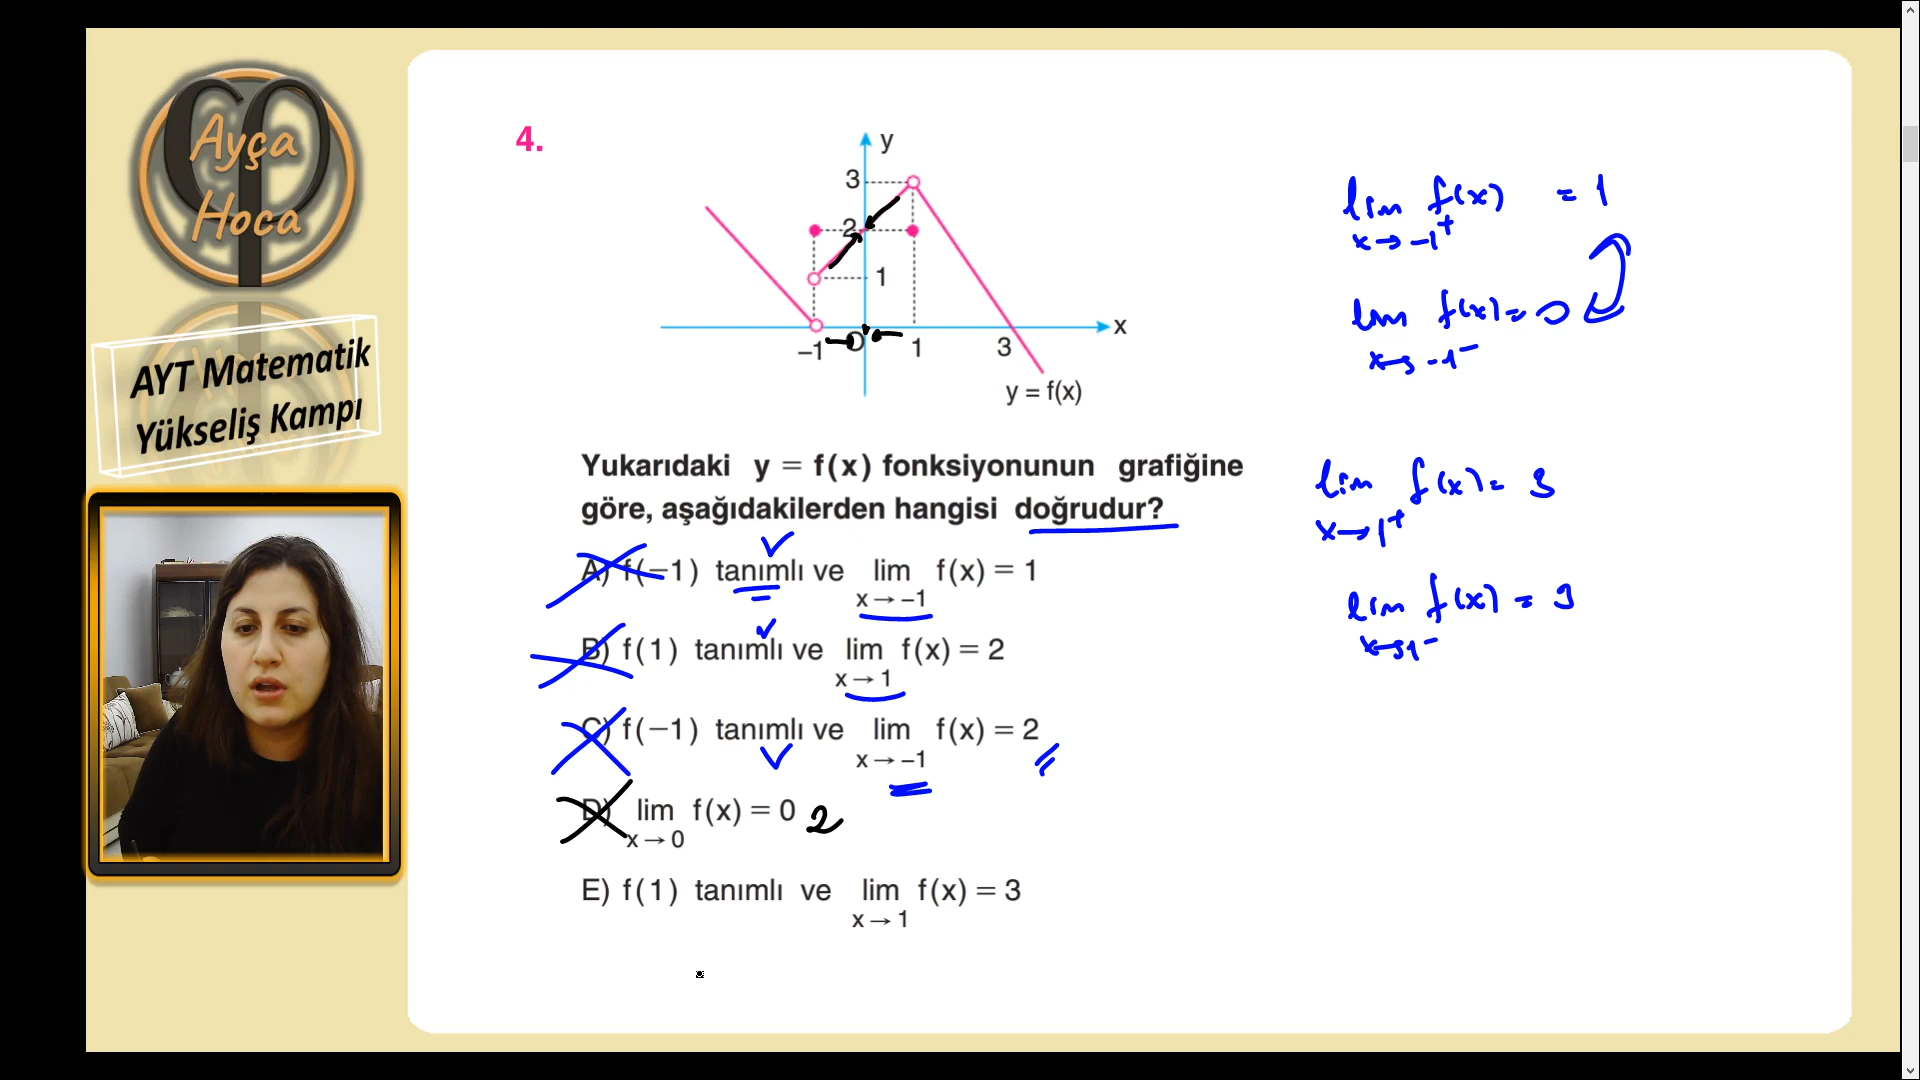 Ayça
Hoca
AYT Matematik
Yükseliş Kampı
4.
y
3
2
1
-1
O
1
3
x
y = f(x)
Yukarıdaki y = f(x) fonksiyonunun grafiğine
göre, aşağıdakilerden hangisi doğrudur?
A) f(−1) tanımlı ve lim f(x) = 1
x → −1
B) f(1) tanımlı ve lim f(x) = 2
x → 1
C) f(−1) tanımlı ve lim f(x) = 2
x → −1
D) lim f(x) = 0 2
x → 0
E) f(1) tanımlı ve lim f(x) = 3
x → 1
lim f(x) = 1
x → -1⁺
lim f(x) = 0
x → -1⁻
lim f(x) = 3
x → 1⁺
lim f(x) = 3
x → 1⁻